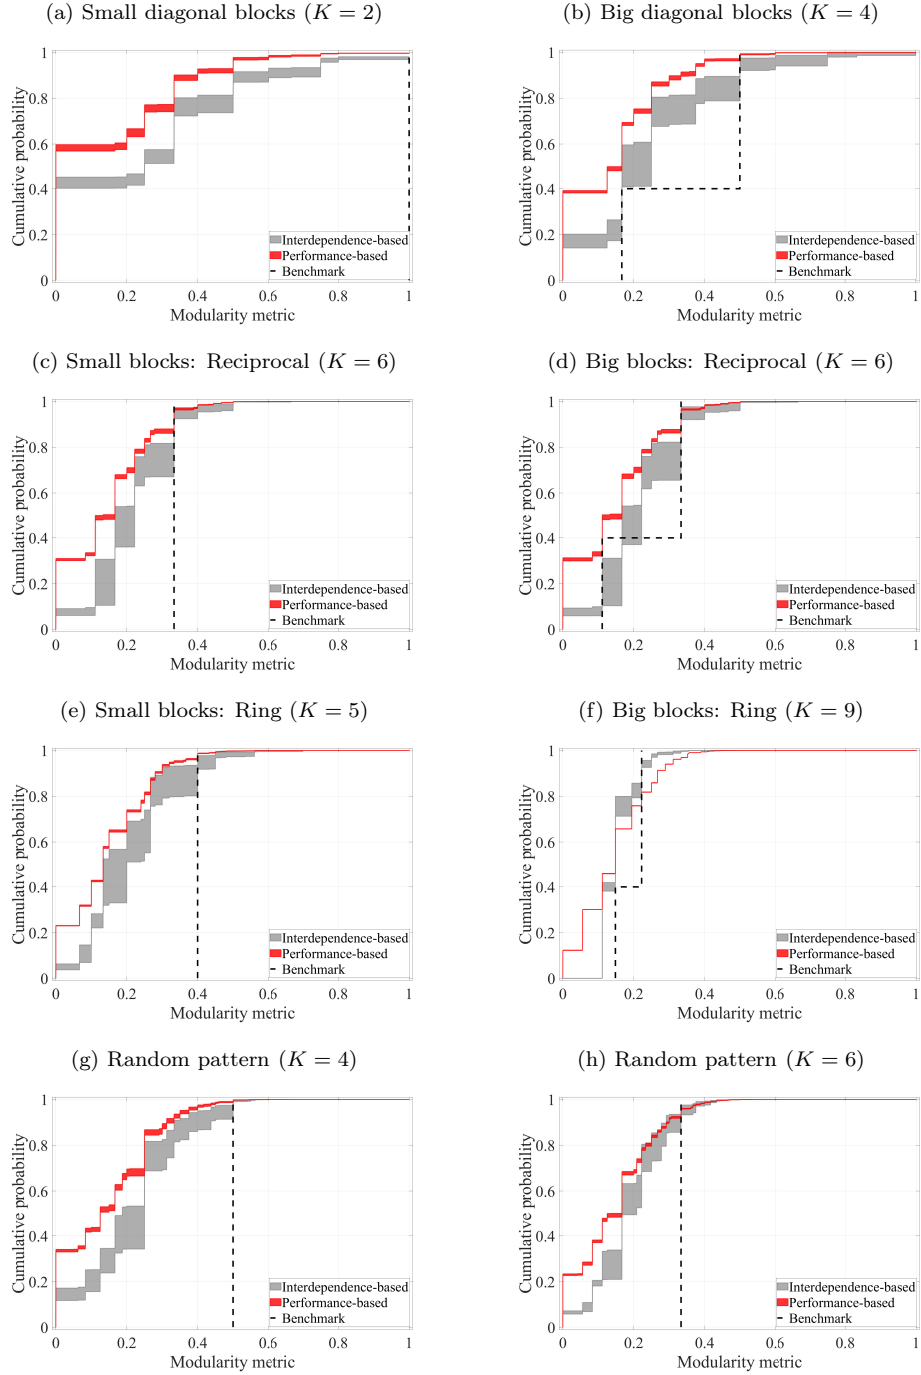 (a) Small diagonal blocks (K = 2)
1
0.8
0.6
0.4
0.2
0
Cumulative probability
Interdependence-based
Performance-based
Benchmark
0 0.2 0.4 0.6 0.8 1
Modularity metric
(b) Big diagonal blocks (K = 4)
1
0.8
0.6
0.4
0.2
0
Cumulative probability
Interdependence-based
Performance-based
Benchmark
0 0.2 0.4 0.6 0.8 1
Modularity metric
(c) Small blocks: Reciprocal (K = 6)
1
0.8
0.6
0.4
0.2
0
Cumulative probability
Interdependence-based
Performance-based
Benchmark
0 0.2 0.4 0.6 0.8 1
Modularity metric
(d) Big blocks: Reciprocal (K = 6)
1
0.8
0.6
0.4
0.2
0
Cumulative probability
Interdependence-based
Performance-based
Benchmark
0 0.2 0.4 0.6 0.8 1
Modularity metric
(e) Small blocks: Ring (K = 5)
1
0.8
0.6
0.4
0.2
0
Cumulative probability
Interdependence-based
Performance-based
Benchmark
0 0.2 0.4 0.6 0.8 1
Modularity metric
(f) Big blocks: Ring (K = 9)
1
0.8
0.6
0.4
0.2
0
Cumulative probability
Interdependence-based
Performance-based
Benchmark
0 0.2 0.4 0.6 0.8 1
Modularity metric
(g) Random pattern (K = 4)
1
0.8
0.6
0.4
0.2
0
Cumulative probability
Interdependence-based
Performance-based
Benchmark
0 0.2 0.4 0.6 0.8 1
Modularity metric
(h) Random pattern (K = 6)
1
0.8
0.6
0.4
0.2
0
Cumulative probability
Interdependence-based
Performance-based
Benchmark
0 0.2 0.4 0.6 0.8 1
Modularity metric